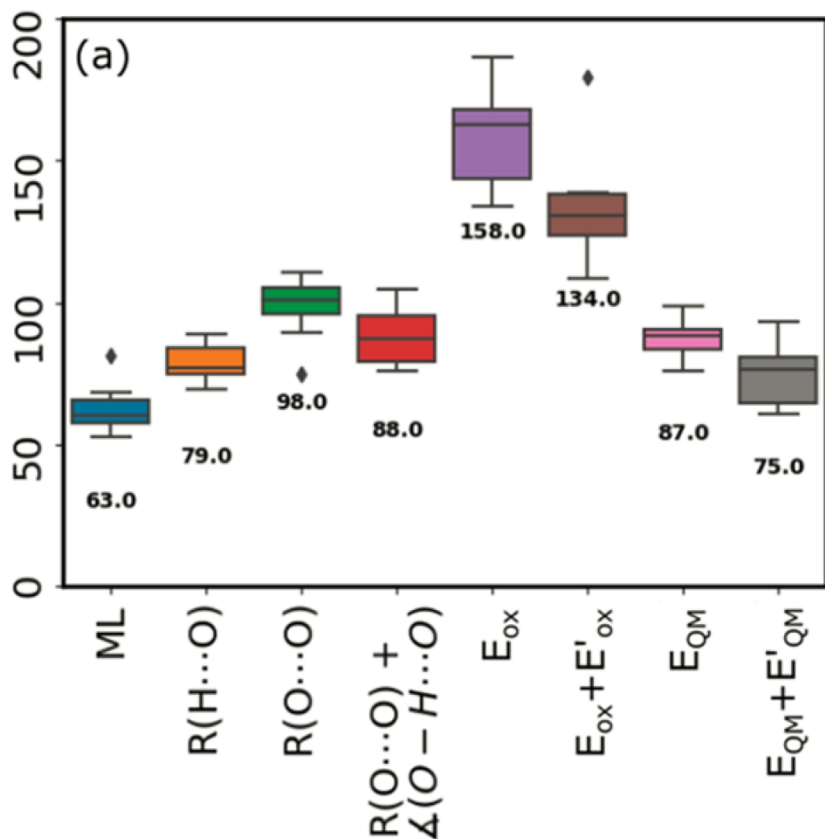 (a)
200
150
100
50
0
158.0
134.0
98.0
88.0
87.0
79.0
75.0
63.0
ML
R(H···O)
R(O···O)
R(O···O) +
∡(O − H···O)
E_ox
E_ox+E'_ox
E_QM
E_QM+E'_QM